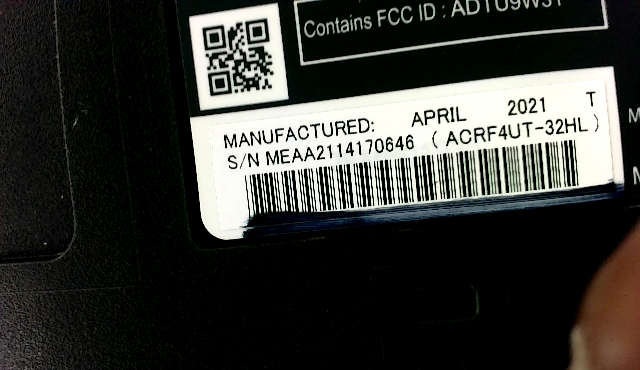 Contains FCC ID : ADTU9W31
MANUFACTURED: APRIL 2021 T
S/N MEAA2114170646 ( ACRF4UT-32HL )
M
M